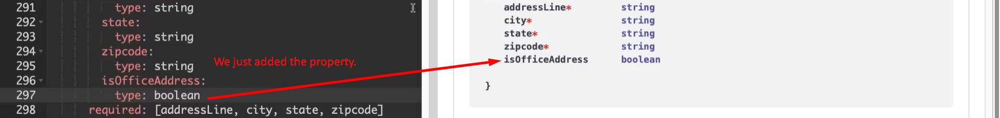 291 type: string
292 state:
293 type: string
294 zipcode:
295 type: string
296 isOfficeAddress:
297 type: boolean
298 required: [addressLine, city, state, zipcode]
We just added the property.
addressLine* string
city* string
state* string
zipcode* string
isOfficeAddress boolean
}